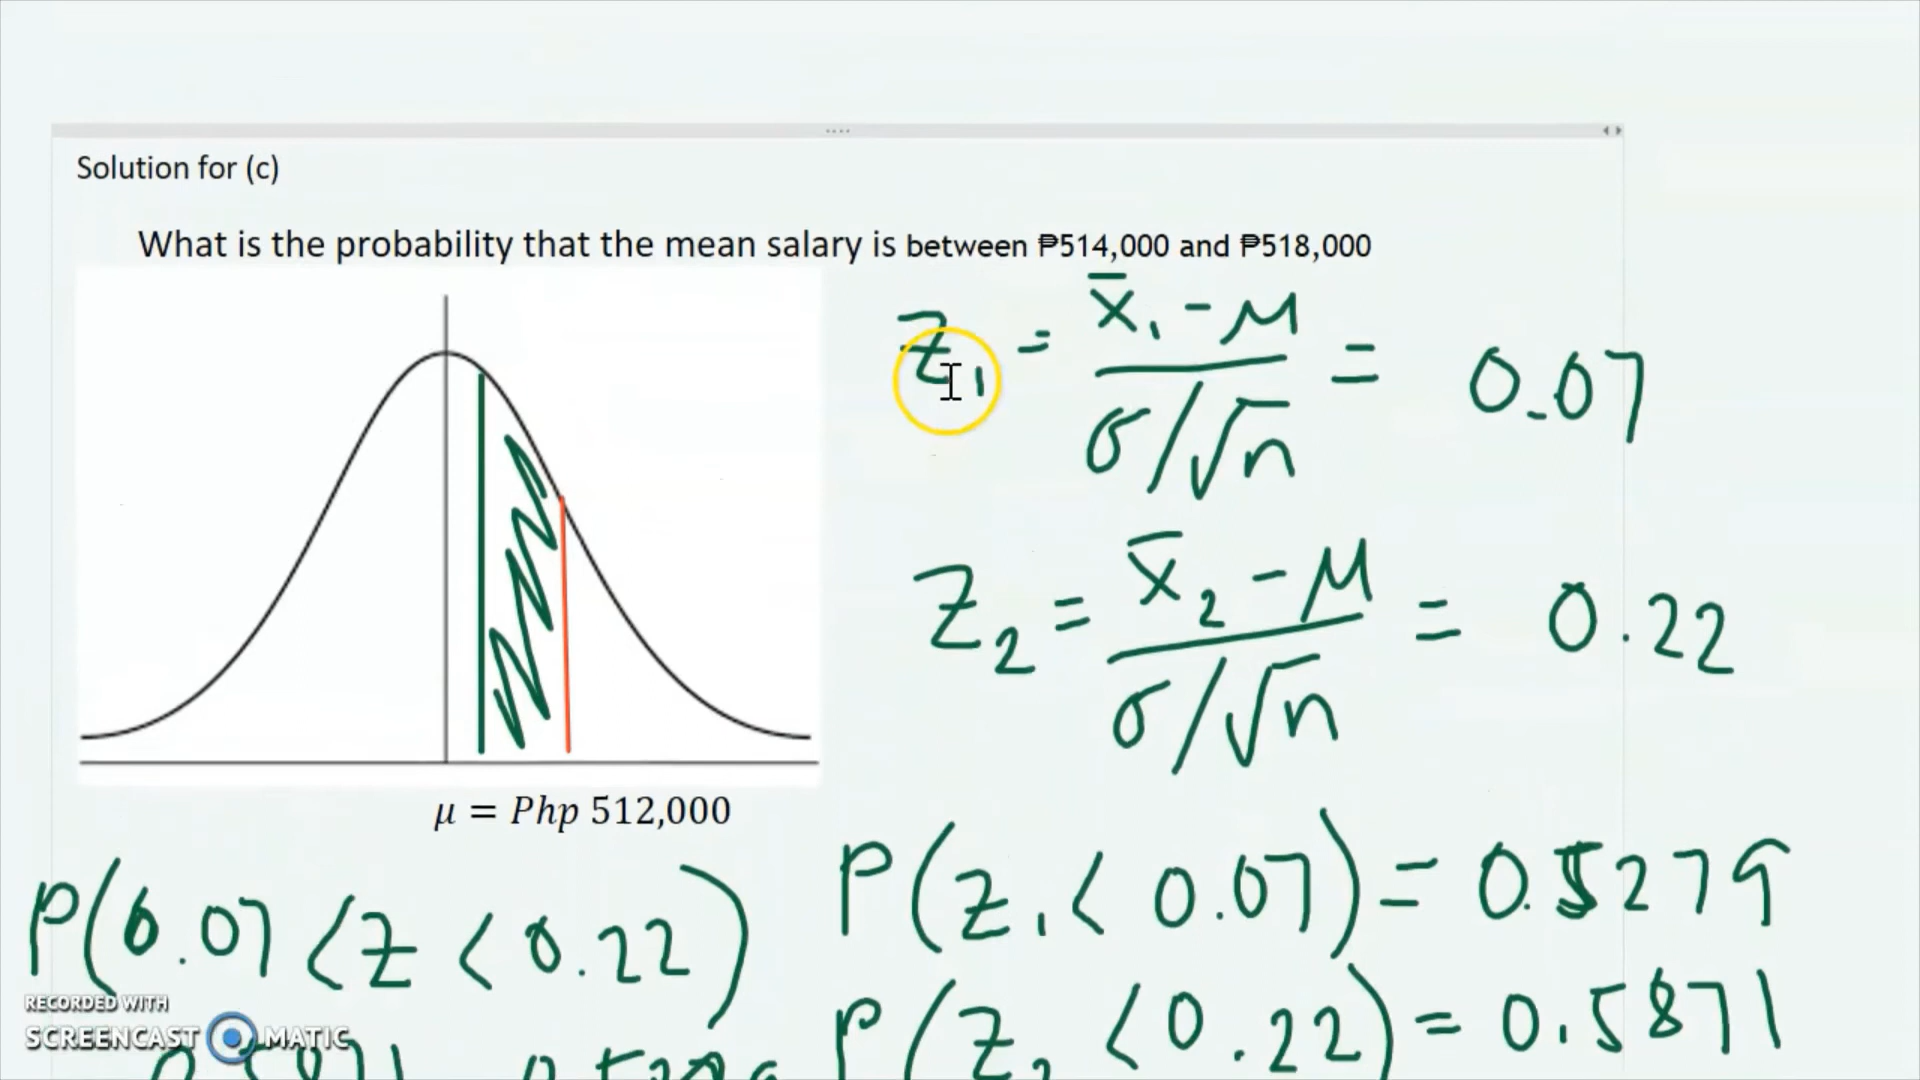 Solution for (c)
What is the probability that the mean salary is between ₱514,000 and ₱518,000
Z₁ = x̄₁ - μ / σ/√n = 0.07
Z₂ = x̄₂ - μ / σ/√n = 0.22
μ = Php 512,000
P(Z₁ < 0.07) = 0.5279
P(0.07 < Z < 0.22)
P(Z₂ < 0.22) = 0.5871
RECORDED WITH
SCREENCAST MATIC